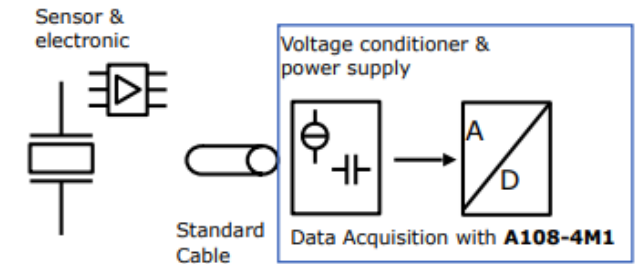 Sensor &
electronic
Voltage conditioner &
power supply
A
D
Standard
Cable
Data Acquisition with A108-4M1